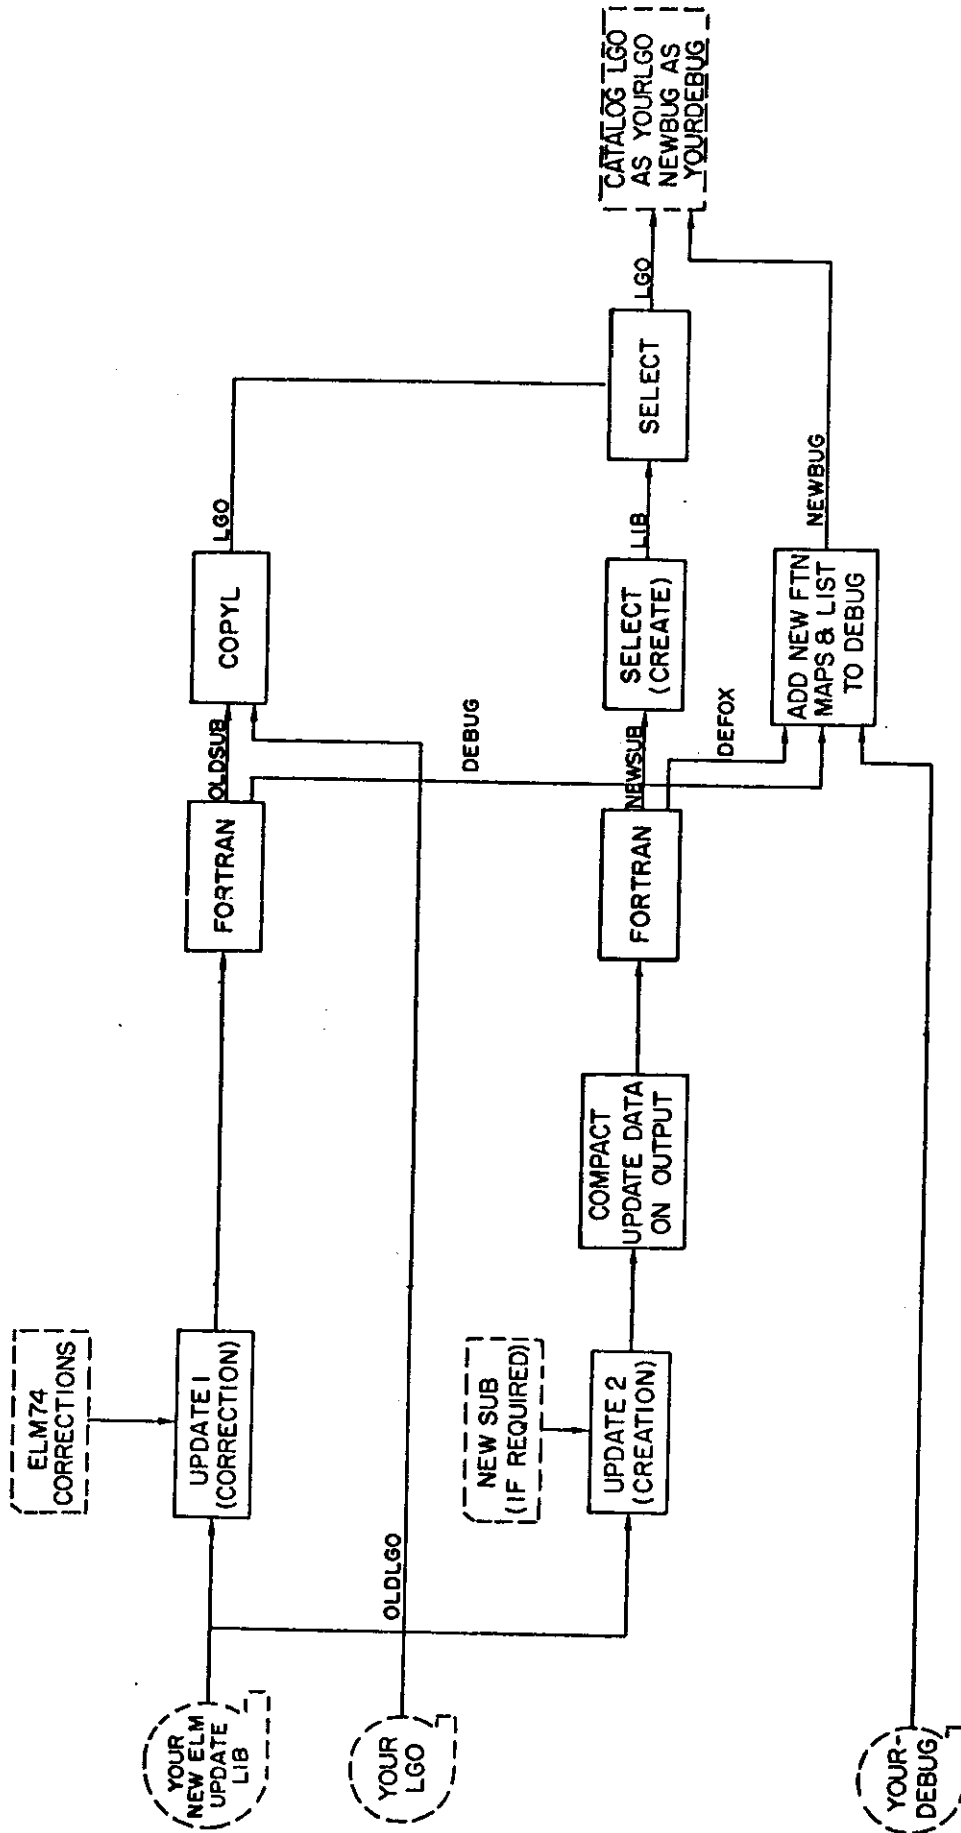 YOUR
NEW ELM
UPDATE
LIB
ELM74
CORRECTIONS
UPDATE 1
(CORRECTION)
FORTRAN
OLDSUB
COPYL
LGO
YOUR
LGO
OLDLGO
DEBUG
NEW SUB
(IF REQUIRED)
UPDATE 2
(CREATION)
COMPACT
UPDATE DATA
ON OUTPUT
FORTRAN
NEWSUB
SELECT
(CREATE)
LIB
SELECT
LGO
CATALOG LGO
AS YOURLGO
NEWBUG AS
YOURDEBUG
DEFOX
YOUR-
DEBUG
ADD NEW FTN
MAPS & LIST
TO DEBUG
NEWBUG